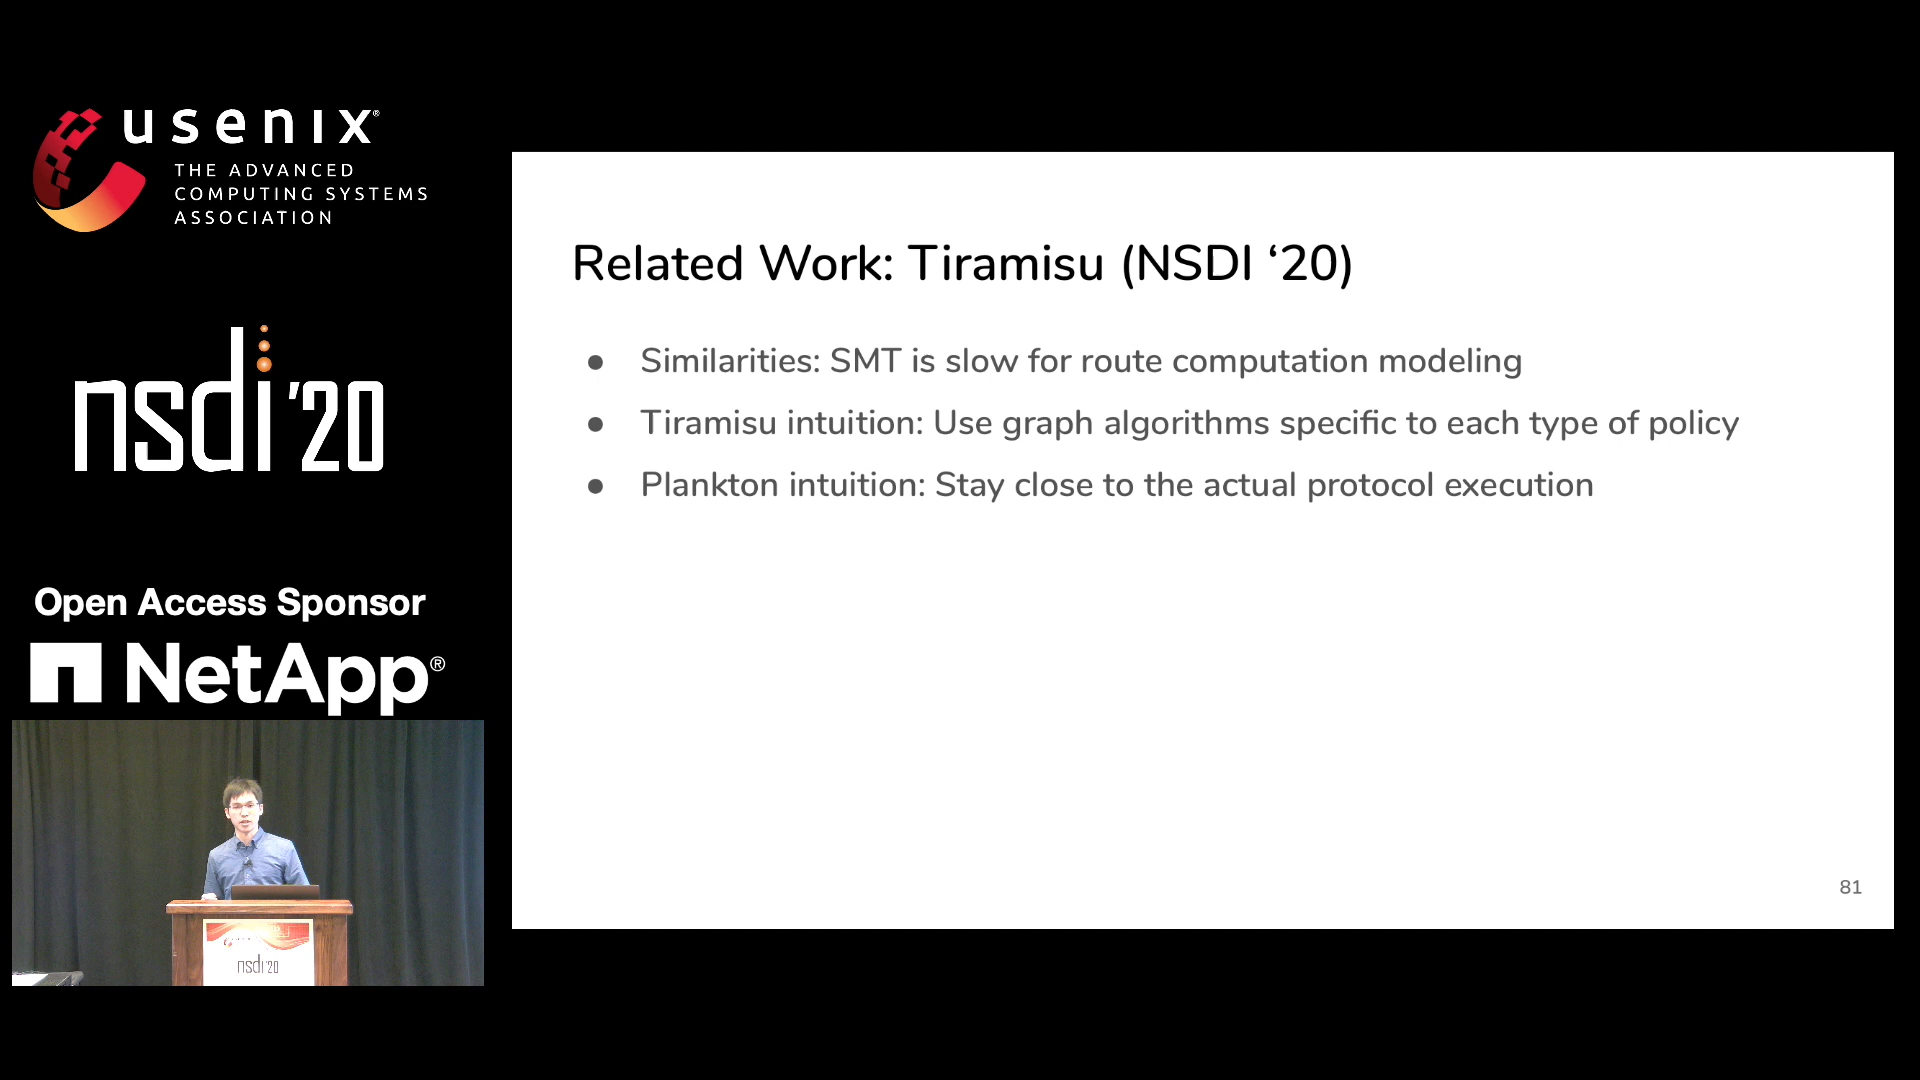 usenix®
THE ADVANCED
COMPUTING SYSTEMS
ASSOCIATION
nsdi '20
Open Access Sponsor
NetApp®
Related Work: Tiramisu (NSDI ‘20)
● Similarities: SMT is slow for route computation modeling
● Tiramisu intuition: Use graph algorithms specific to each type of policy
● Plankton intuition: Stay close to the actual protocol execution
81
nsdi '20